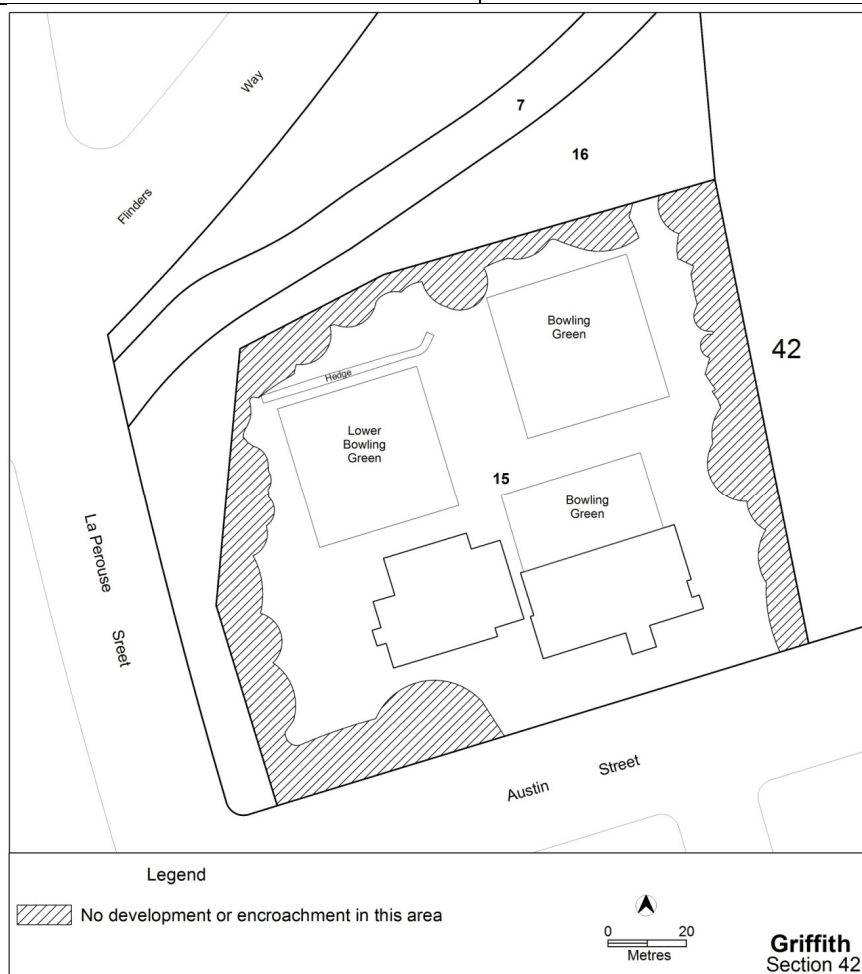 Way
7
16
Flinders
Bowling
Green
42
Hedge
Lower
Bowling
Green
15
Bowling
Green
La Perouse
Sreet
Austin Street
Legend
No development or encroachment in this area
0 20
Metres
Griffith
Section 42